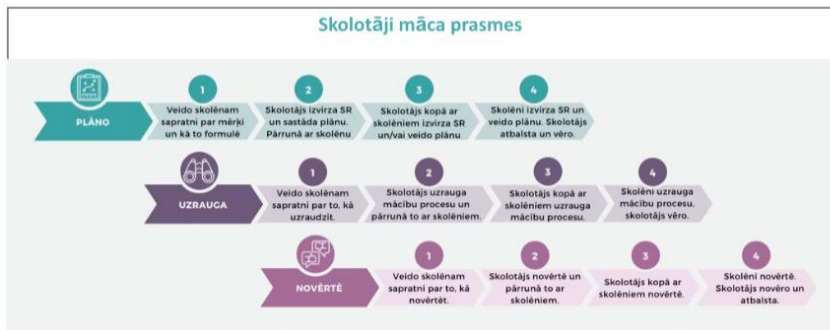 Skolotāji māca prasmes
PLĀNO
1
Veido skolēnam
sapratni par mērķi
un kā to formulē
2
Skolotājs izvirza SR
un sastāda plānu.
Pārrunā ar skolēnu
3
Skolotājs kopā ar
skolēniem izvirza SR
un/vai veido plānu
4
Skolēni izvirza SR un
veido plānu. Skolotājs
atbalsta un vēro.
UZRAUGA
1
Veido skolēnam
sapratni par to, kā
uzraudzīt.
2
Skolotājs uzrauga
mācību procesu un
pārrunā to ar skolēniem.
3
Skolotājs kopā ar
skolēniem uzrauga
mācību procesu.
4
Skolēni uzrauga
mācību procesu,
skolotājs vēro.
NOVĒRTĒ
1
Veido skolēnam
sapratni par to, kā
novērtēt.
2
Skolotājs novērtē un
pārrunā to ar
skolēniem.
3
Skolotājs kopā ar
skolēniem novērtē.
4
Skolēni novērtē.
Skolotājs novēro un
atbalsta.